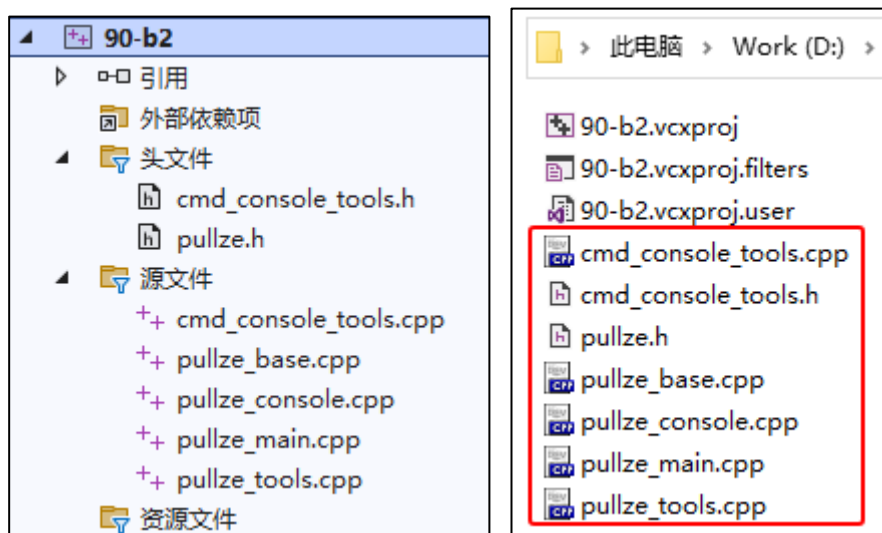 90-b2
引用
外部依赖项
头文件
cmd_console_tools.h
pullze.h
源文件
cmd_console_tools.cpp
pullze_base.cpp
pullze_console.cpp
pullze_main.cpp
pullze_tools.cpp
资源文件
此电脑 > Work (D:) >
90-b2.vcxproj
90-b2.vcxproj.filters
90-b2.vcxproj.user
cmd_console_tools.cpp
cmd_console_tools.h
pullze.h
pullze_base.cpp
pullze_console.cpp
pullze_main.cpp
pullze_tools.cpp